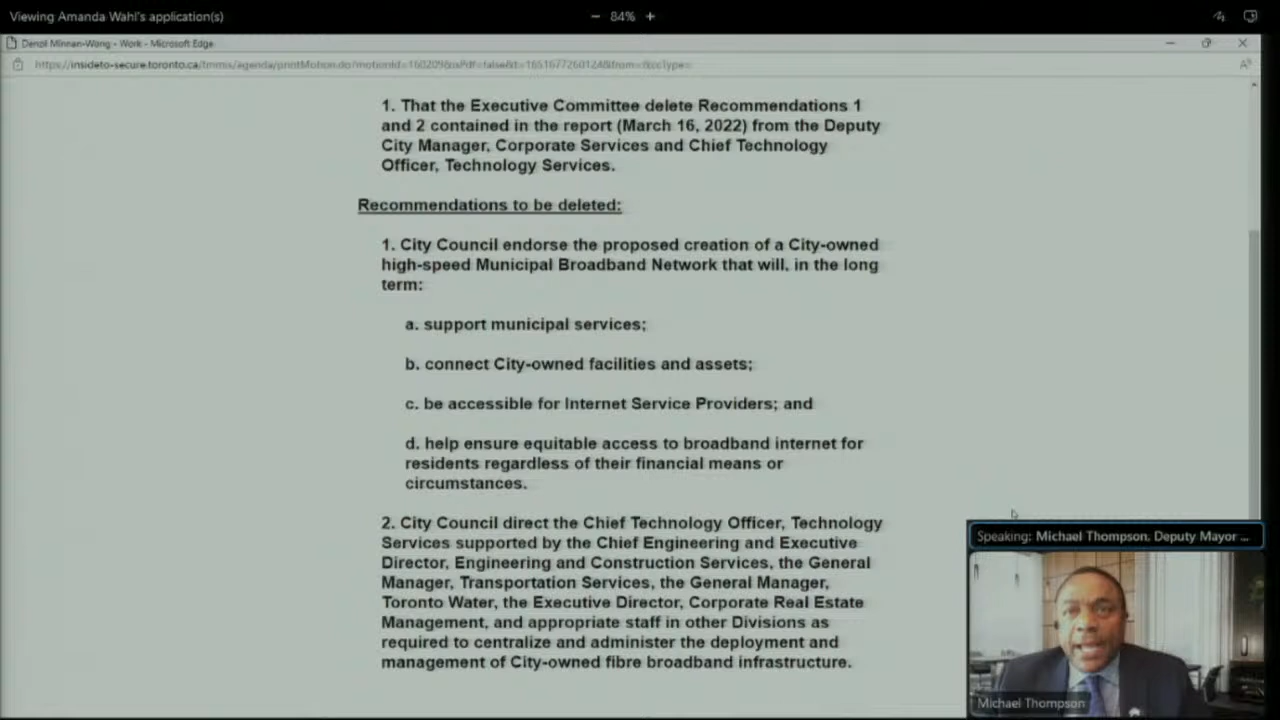 Viewing Amanda Wahl's application(s)
− 84% +
Denzil Minnan-Wong - Work - Microsoft Edge
1. That the Executive Committee delete Recommendations 1
and 2 contained in the report (March 16, 2022) from the Deputy
City Manager, Corporate Services and Chief Technology
Officer, Technology Services.
Recommendations to be deleted:
1. City Council endorse the proposed creation of a City-owned
high-speed Municipal Broadband Network that will, in the long
term:
a. support municipal services;
b. connect City-owned facilities and assets;
c. be accessible for Internet Service Providers; and
d. help ensure equitable access to broadband internet for
residents regardless of their financial means or
circumstances.
2. City Council direct the Chief Technology Officer, Technology
Services supported by the Chief Engineering and Executive
Director, Engineering and Construction Services, the General
Manager, Transportation Services, the General Manager,
Toronto Water, the Executive Director, Corporate Real Estate
Management, and appropriate staff in other Divisions as
required to centralize and administer the deployment and
management of City-owned fibre broadband infrastructure.
Speaking: Michael Thompson, Deputy Mayor ...
Michael Thompson